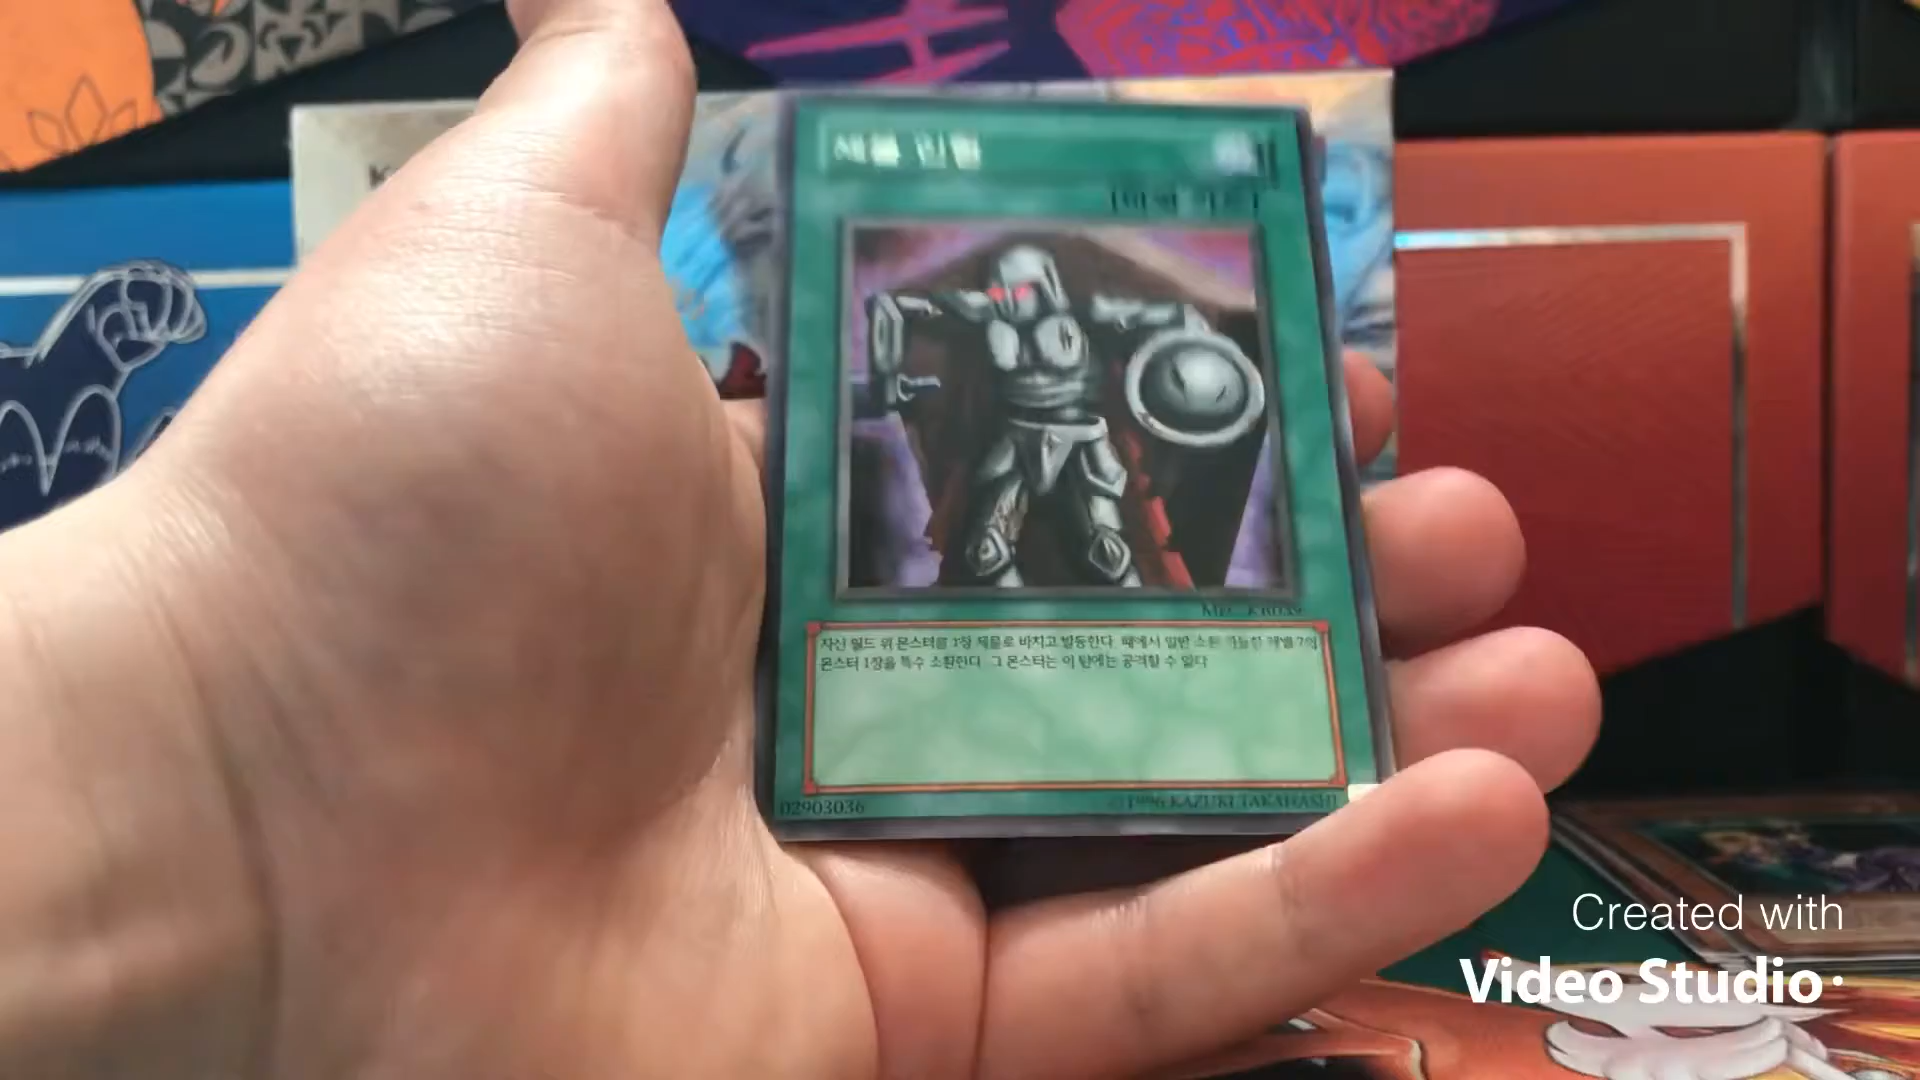 자신 필드 위 몬스터를 1장 제물로 바치고 발동한다. 패에서 일반 소환 가능한 레벨 7의
몬스터 1장을 특수 소환한다. 그 몬스터는 이 턴에는 공격할 수 없다
02903036
©1996 KAZUKI TAKAHASHI
Created with
Video Studio